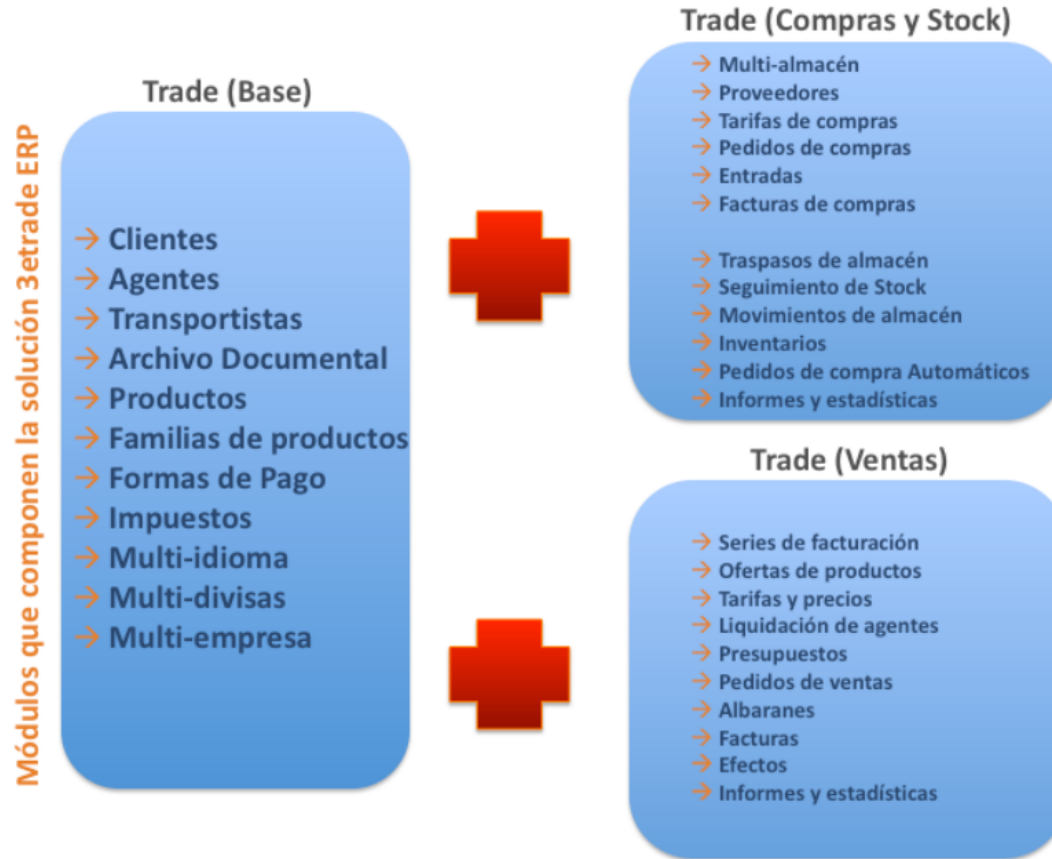 Módulos que componen la solución 3etrade ERP
Trade (Base)
→ Clientes
→ Agentes
→ Transportistas
→ Archivo Documental
→ Productos
→ Familias de productos
→ Formas de Pago
→ Impuestos
→ Multi-idioma
→ Multi-divisas
→ Multi-empresa
Trade (Compras y Stock)
→ Multi-almacén
→ Proveedores
→ Tarifas de compras
→ Pedidos de compras
→ Entradas
→ Facturas de compras
→ Traspasos de almacén
→ Seguimiento de Stock
→ Movimientos de almacén
→ Inventarios
→ Pedidos de compra Automáticos
→ Informes y estadísticas
Trade (Ventas)
→ Series de facturación
→ Ofertas de productos
→ Tarifas y precios
→ Liquidación de agentes
→ Presupuestos
→ Pedidos de ventas
→ Albaranes
→ Facturas
→ Efectos
→ Informes y estadísticas